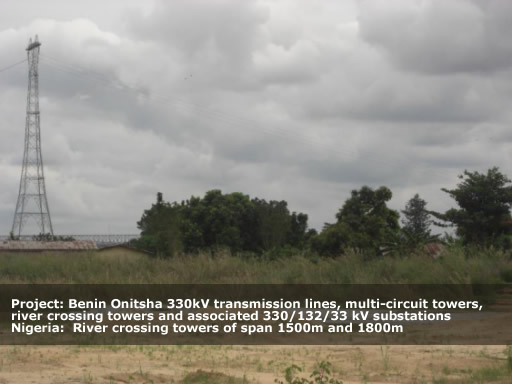 Project: Benin Onitsha 330kV transmission lines, multi-circuit towers,
river crossing towers and associated 330/132/33 kV substations
Nigeria:  River crossing towers of span 1500m and 1800m